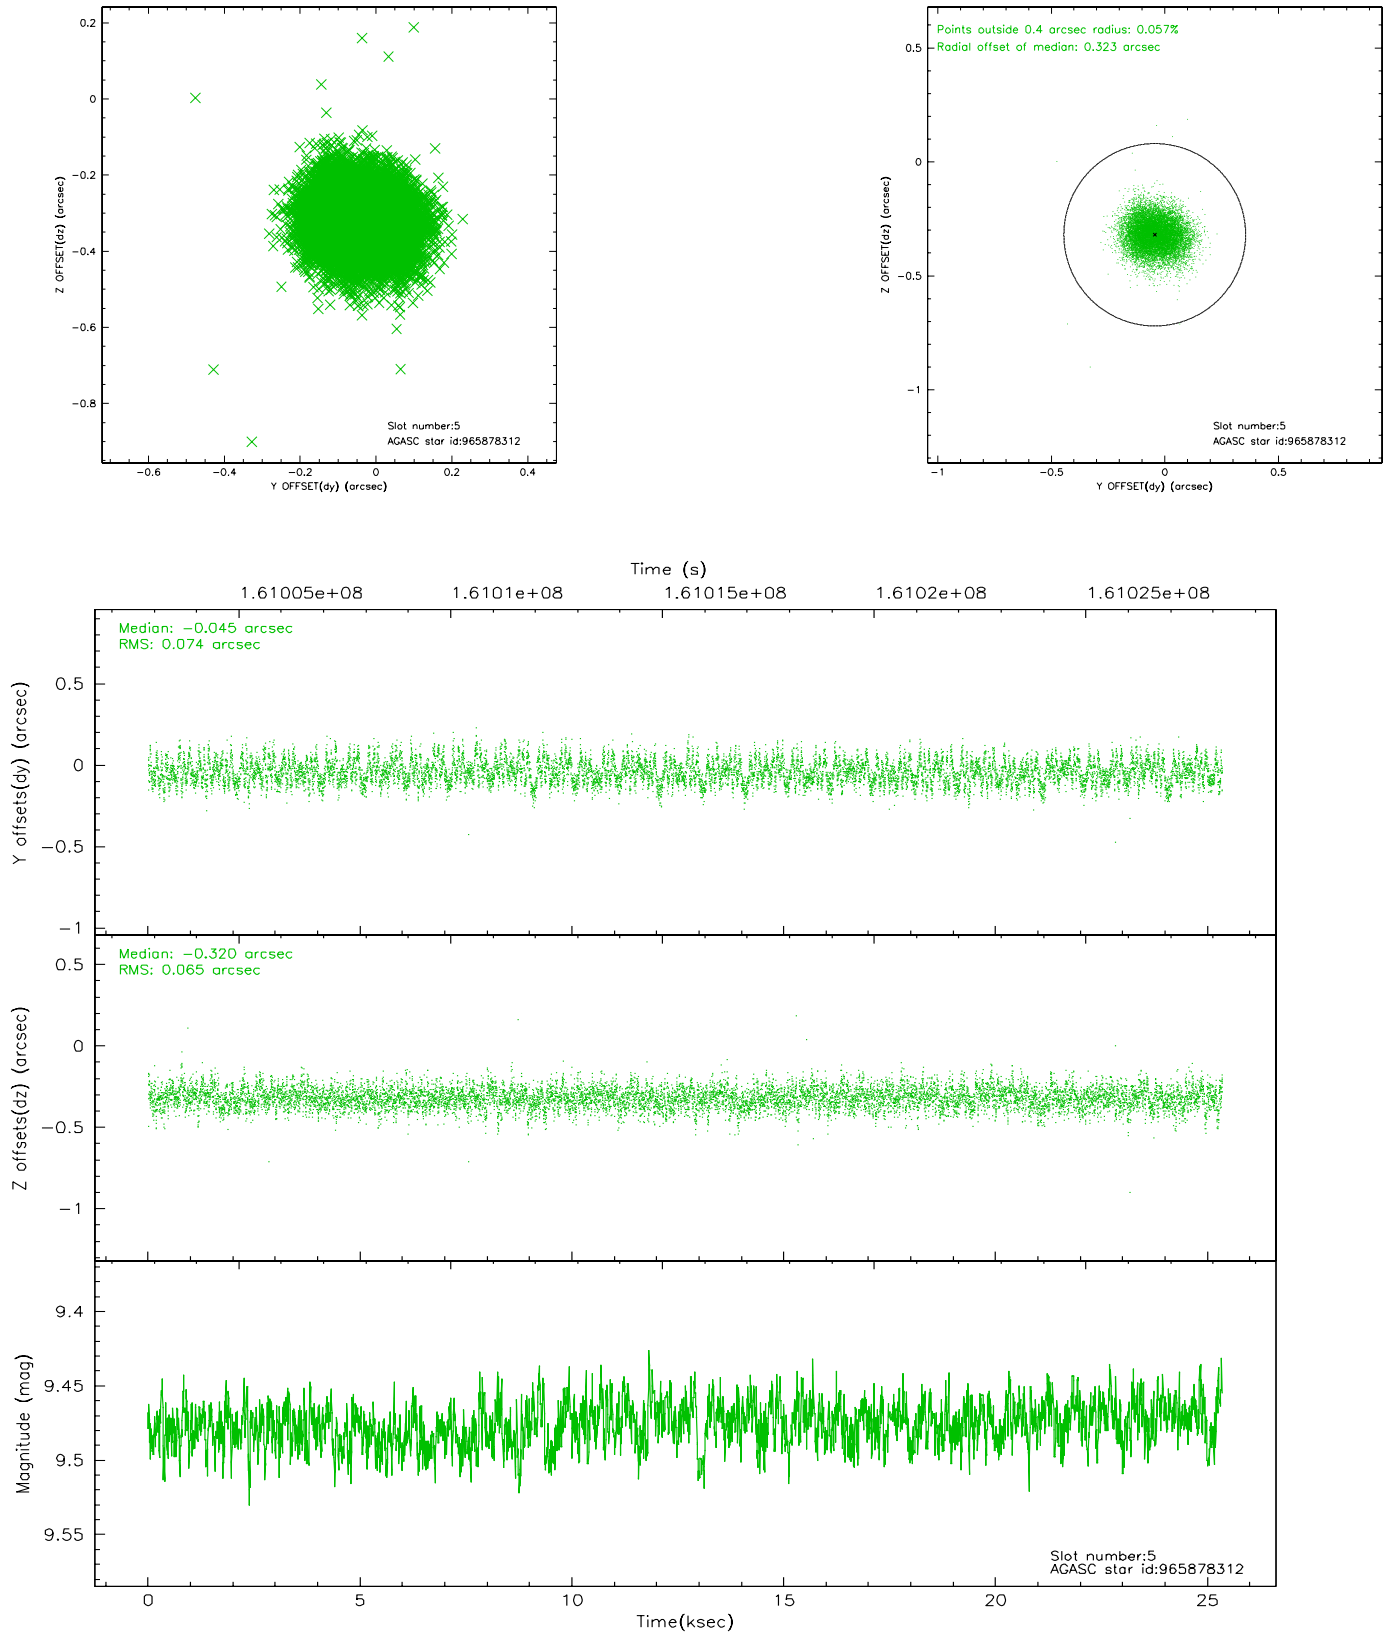 0.2
0
−0.2
−0.4
−0.6
−0.8
Z OFFSET(dz) (arcsec)
Slot number:5
AGASC star id:965878312
−0.6 −0.4 −0.2 0 0.2 0.4
Y OFFSET(dy) (arcsec)
Points outside 0.4 arcsec radius: 0.057%
Radial offset of median: 0.323 arcsec
0.5
0
−0.5
−1
Z OFFSET(dz) (arcsec)
Slot number:5
AGASC star id:965878312
−1 −0.5 0 0.5
Y OFFSET(dy) (arcsec)
Time (s)
1.61005e+08 1.6101e+08 1.61015e+08 1.6102e+08 1.61025e+08
Median: −0.045 arcsec
RMS: 0.074 arcsec
0.5
0
−0.5
−1
Y offsets(dy) (arcsec)
Median: −0.320 arcsec
RMS: 0.065 arcsec
0.5
0
−0.5
−1
Z offsets(dz) (arcsec)
9.4
9.45
9.5
9.55
Magnitude (mag)
Slot number:5
AGASC star id:965878312
0 5 10 15 20 25
Time(ksec)